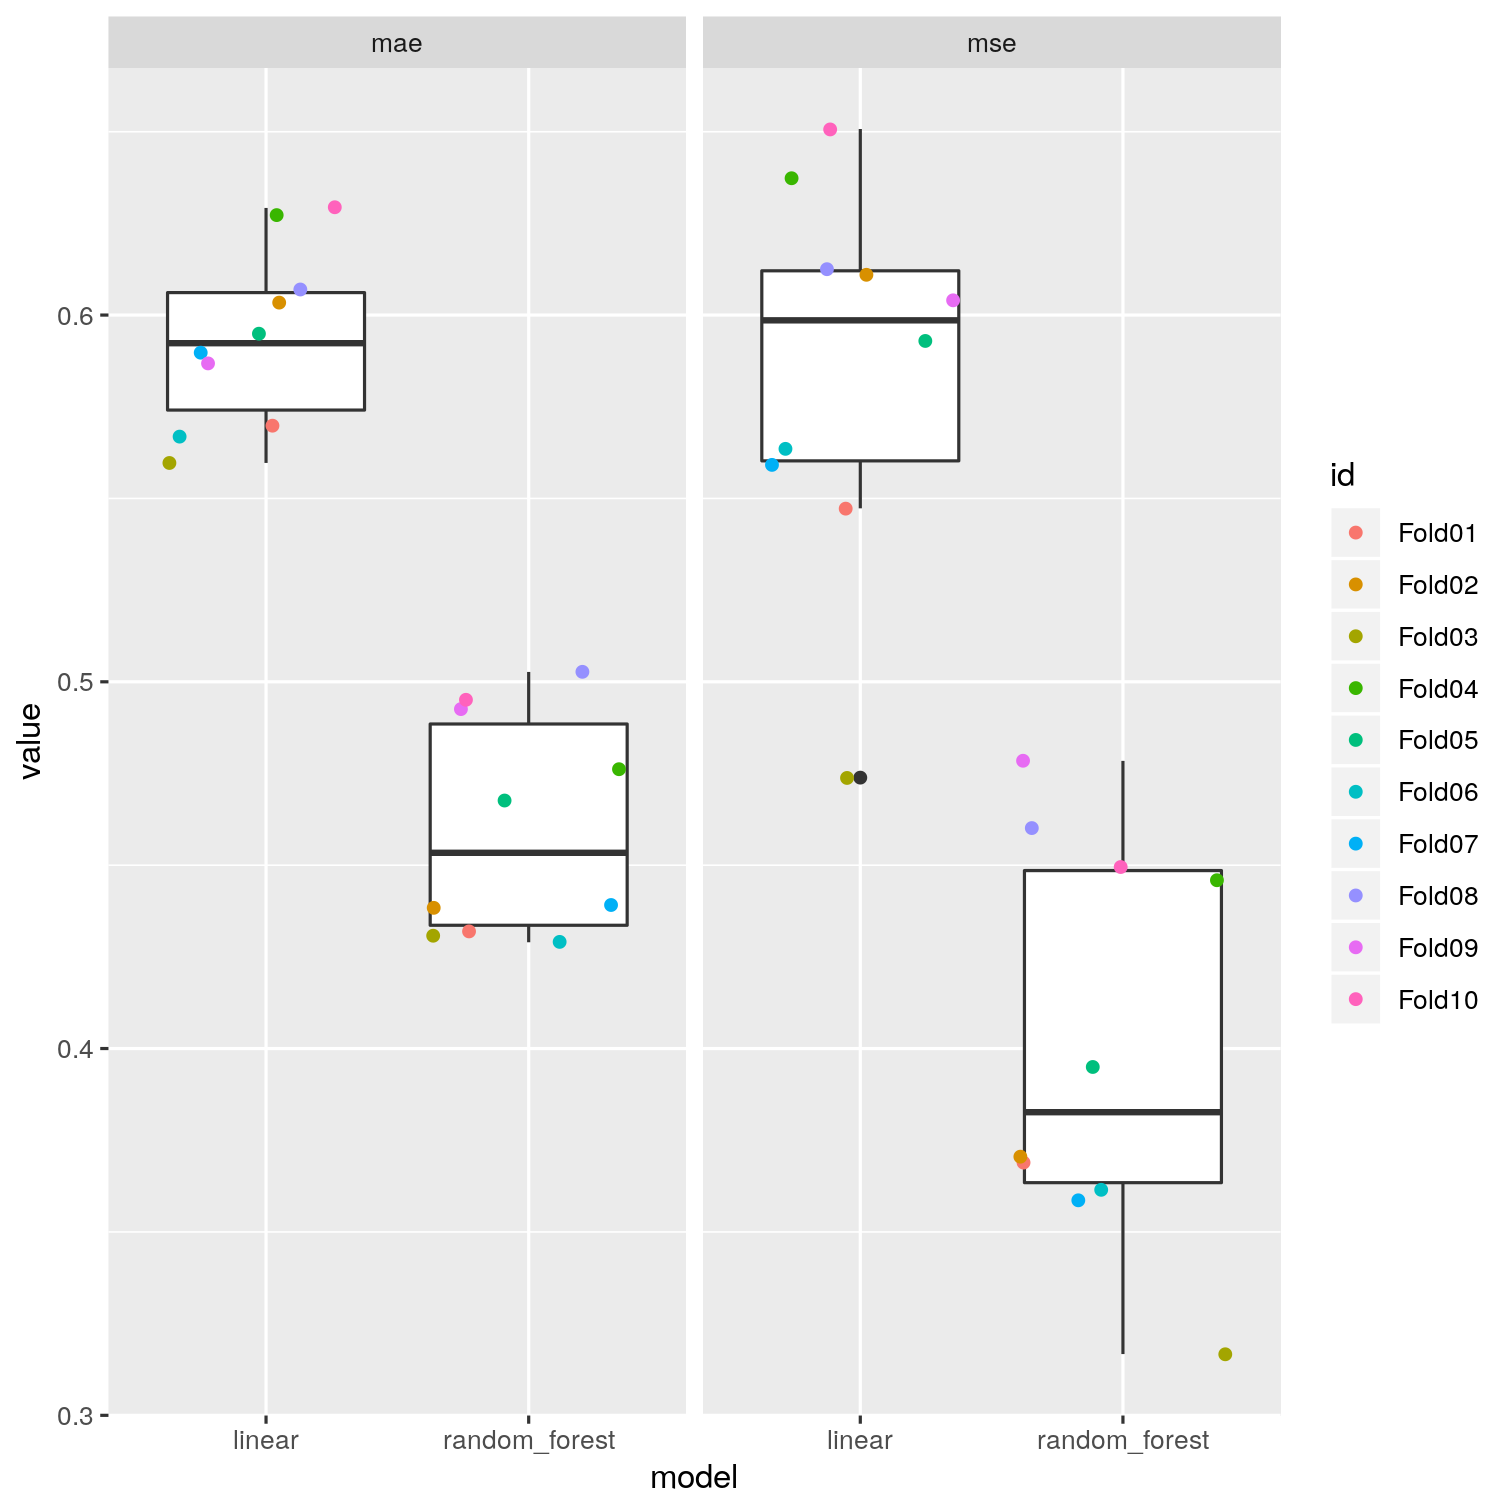 mae
mse
0.6
0.5
0.4
0.3
value
linear
random_forest
linear
random_forest
model
id
Fold01
Fold02
Fold03
Fold04
Fold05
Fold06
Fold07
Fold08
Fold09
Fold10